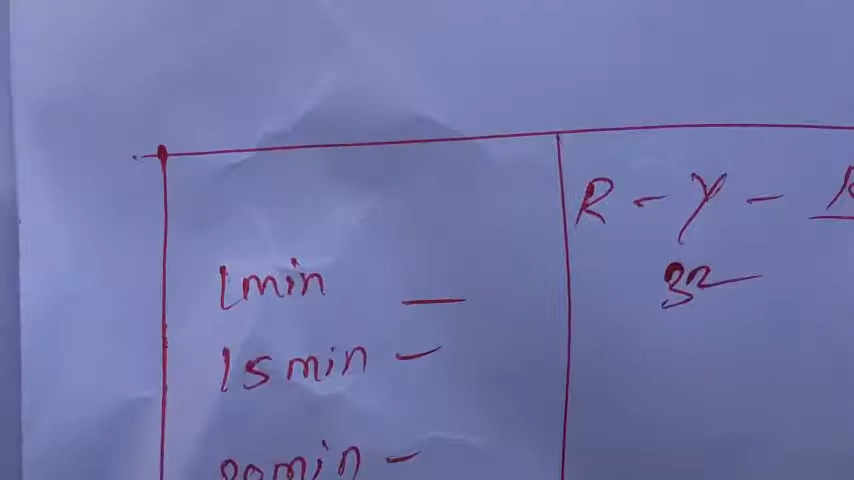 R - Y -
1min — 32
15min -